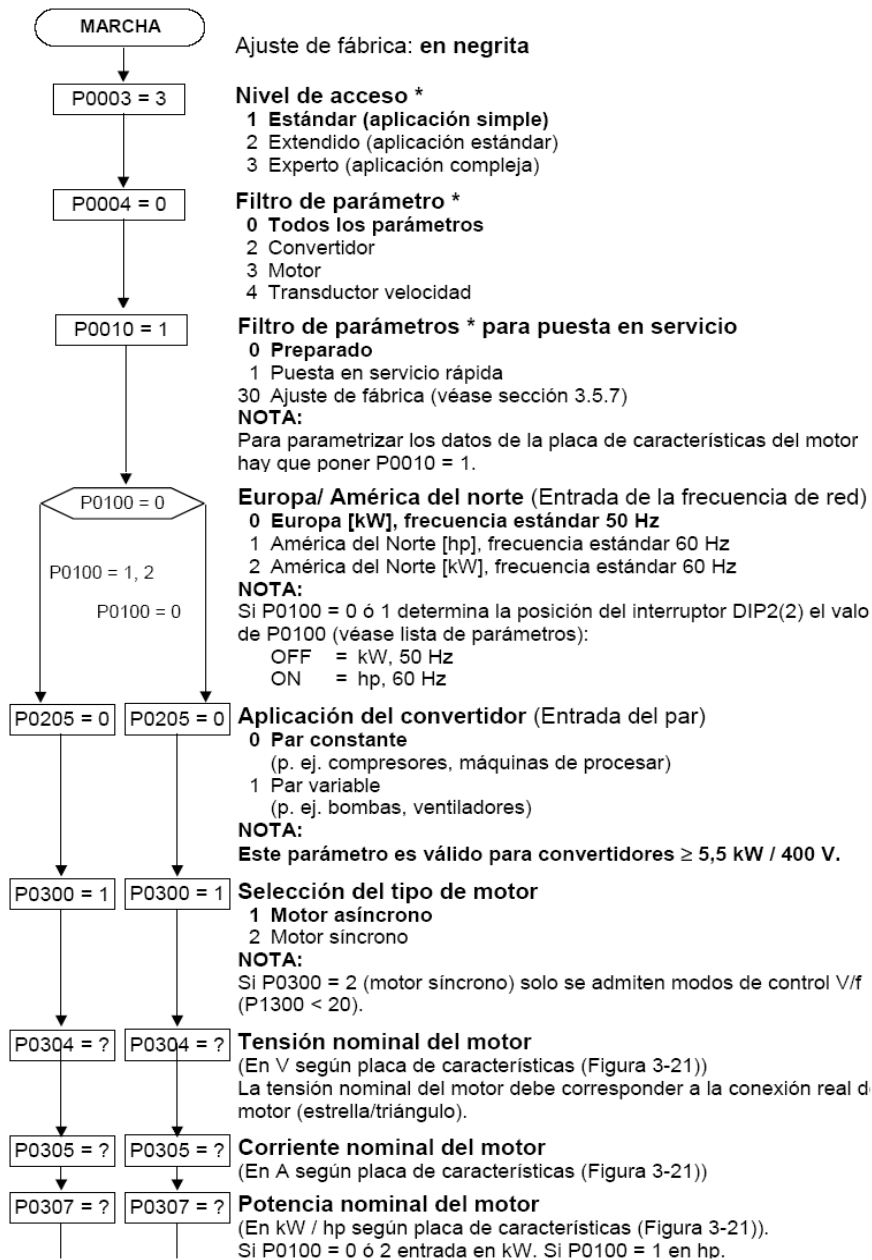 MARCHA
Ajuste de fábrica: en negrita
P0003 = 3
Nivel de acceso *
1 Estándar (aplicación simple)
2 Extendido (aplicación estándar)
3 Experto (aplicación compleja)
P0004 = 0
Filtro de parámetro *
0 Todos los parámetros
2 Convertidor
3 Motor
4 Transductor velocidad
P0010 = 1
Filtro de parámetros * para puesta en servicio
0 Preparado
1 Puesta en servicio rápida
30 Ajuste de fábrica (véase sección 3.5.7)
NOTA:
Para parametrizar los datos de la placa de características del motor
hay que poner P0010 = 1.
P0100 = 0
P0100 = 1, 2
P0100 = 0
Europa/ América del norte (Entrada de la frecuencia de red)
0 Europa [kW], frecuencia estándar 50 Hz
1 América del Norte [hp], frecuencia estándar 60 Hz
2 América del Norte [kW], frecuencia estándar 60 Hz
NOTA:
Si P0100 = 0 ó 1 determina la posición del interruptor DIP2(2) el valo
de P0100 (véase lista de parámetros):
OFF = kW, 50 Hz
ON = hp, 60 Hz
P0205 = 0 P0205 = 0
Aplicación del convertidor (Entrada del par)
0 Par constante
(p. ej. compresores, máquinas de procesar)
1 Par variable
(p. ej. bombas, ventiladores)
NOTA:
Este parámetro es válido para convertidores ≥ 5,5 kW / 400 V.
P0300 = 1 P0300 = 1
Selección del tipo de motor
1 Motor asíncrono
2 Motor síncrono
NOTA:
Si P0300 = 2 (motor síncrono) solo se admiten modos de control V/f
(P1300 < 20).
P0304 = ? P0304 = ?
Tensión nominal del motor
(En V según placa de características (Figura 3-21))
La tensión nominal del motor debe corresponder a la conexión real d
motor (estrella/triángulo).
P0305 = ? P0305 = ?
Corriente nominal del motor
(En A según placa de características (Figura 3-21))
P0307 = ? P0307 = ?
Potencia nominal del motor
(En kW / hp según placa de características (Figura 3-21)).
Si P0100 = 0 ó 2 entrada en kW. Si P0100 = 1 en hp.